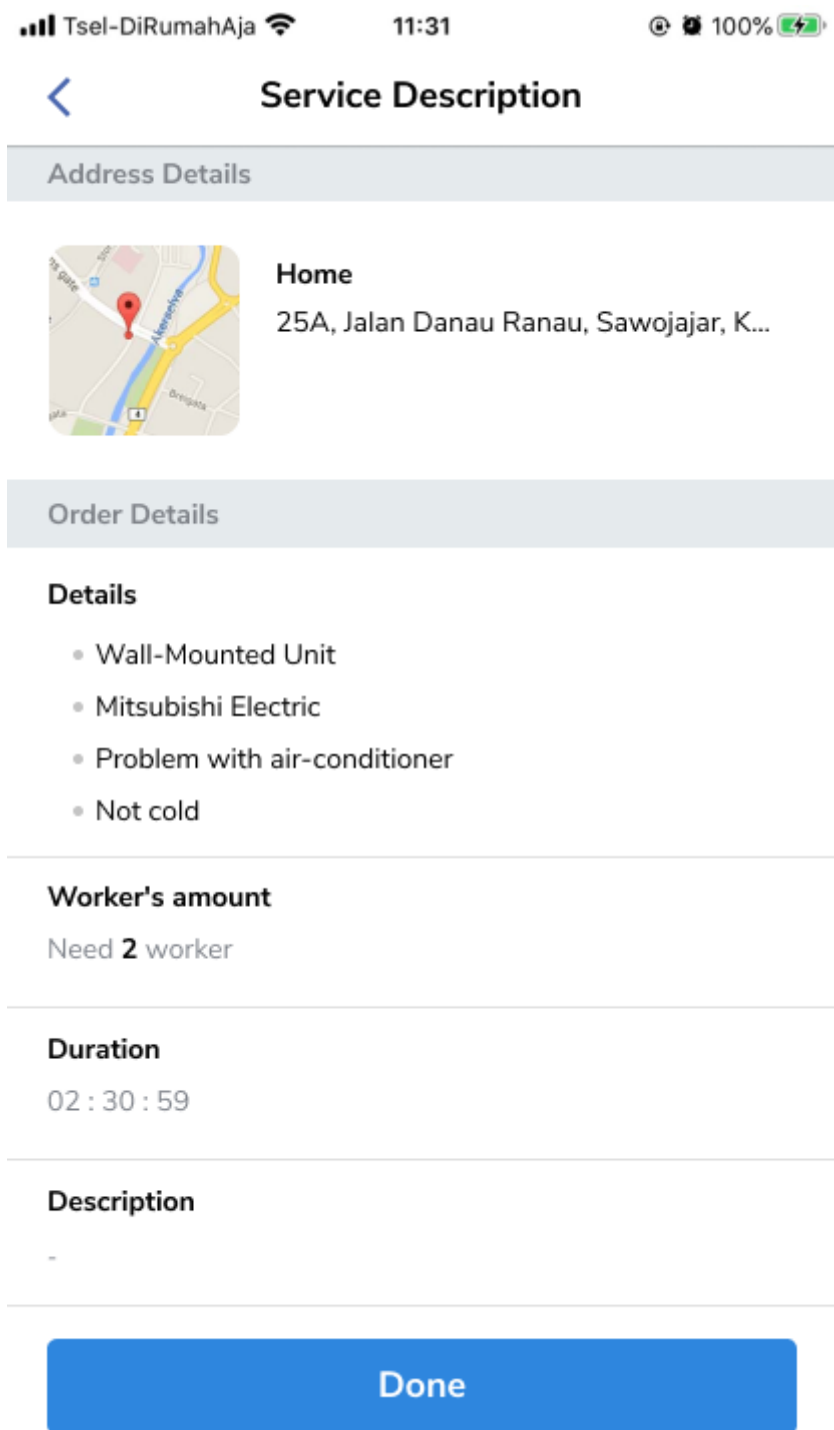 Tsel-DiRumahAja 11:31 100%
Service Description
Address Details
Akerselva
Home
25A, Jalan Danau Ranau, Sawojajar, K...
4
Order Details
Details
Wall-Mounted Unit
Mitsubishi Electric
Problem with air-conditioner
Not cold
Worker's amount
Need 2 worker
Duration
02 : 30 : 59
Description
-
Done